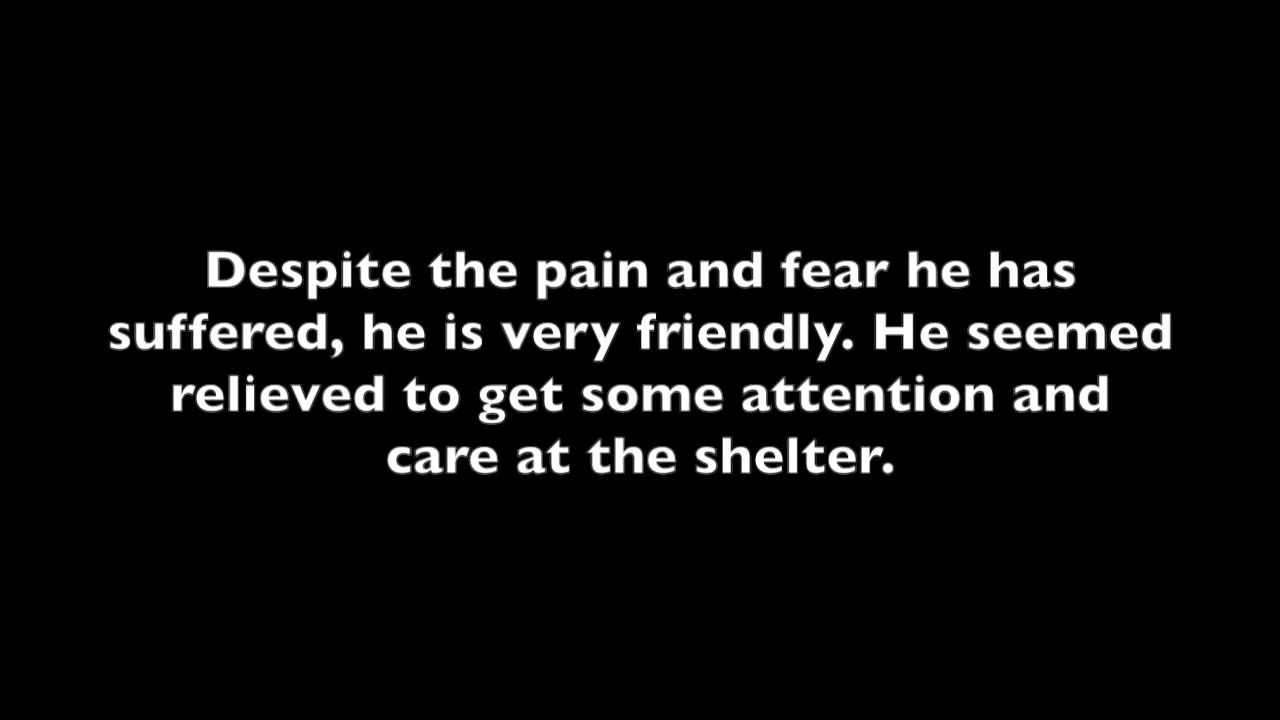 Despite the pain and fear he has
suffered, he is very friendly. He seemed
relieved to get some attention and
care at the shelter.